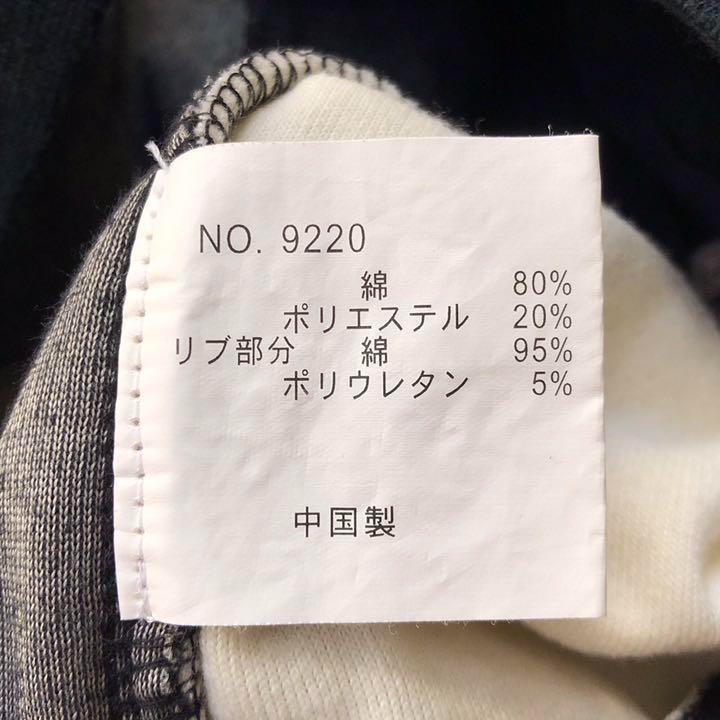 NO. 9220
綿 80%
ポリエステル 20%
リブ部分 綿 95%
ポリウレタン 5%
中国製